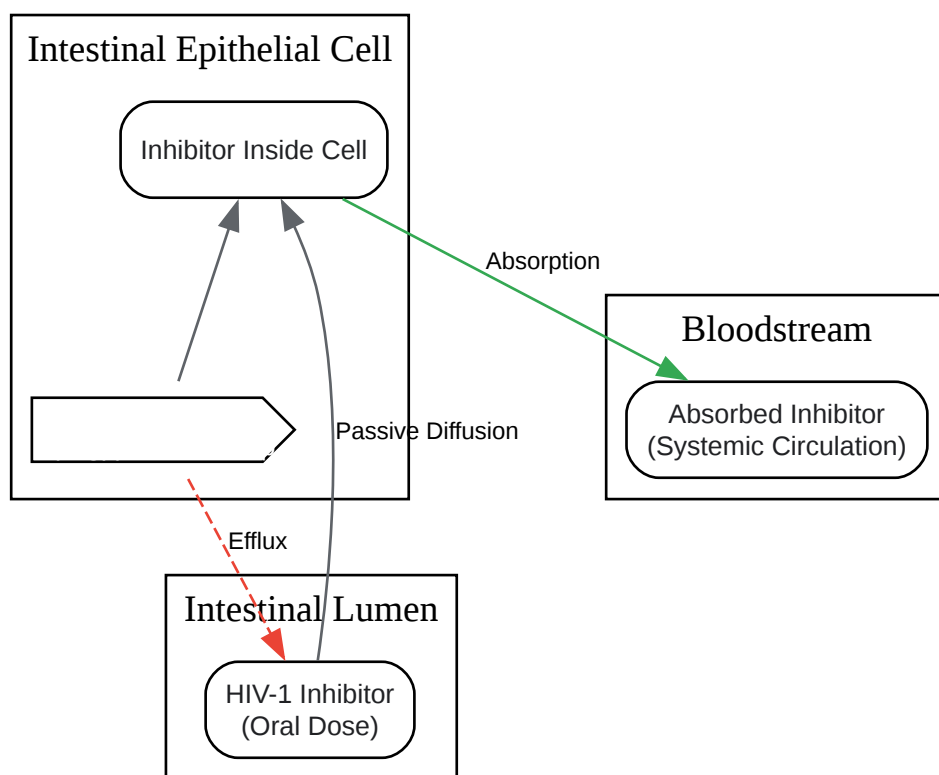 Intestinal Epithelial Cell
Inhibitor Inside Cell
Absorption
Bloodstream
Absorbed Inhibitor
(Systemic Circulation)
Passive Diffusion
Efflux
Intestinal Lumen
HIV-1 Inhibitor
(Oral Dose)